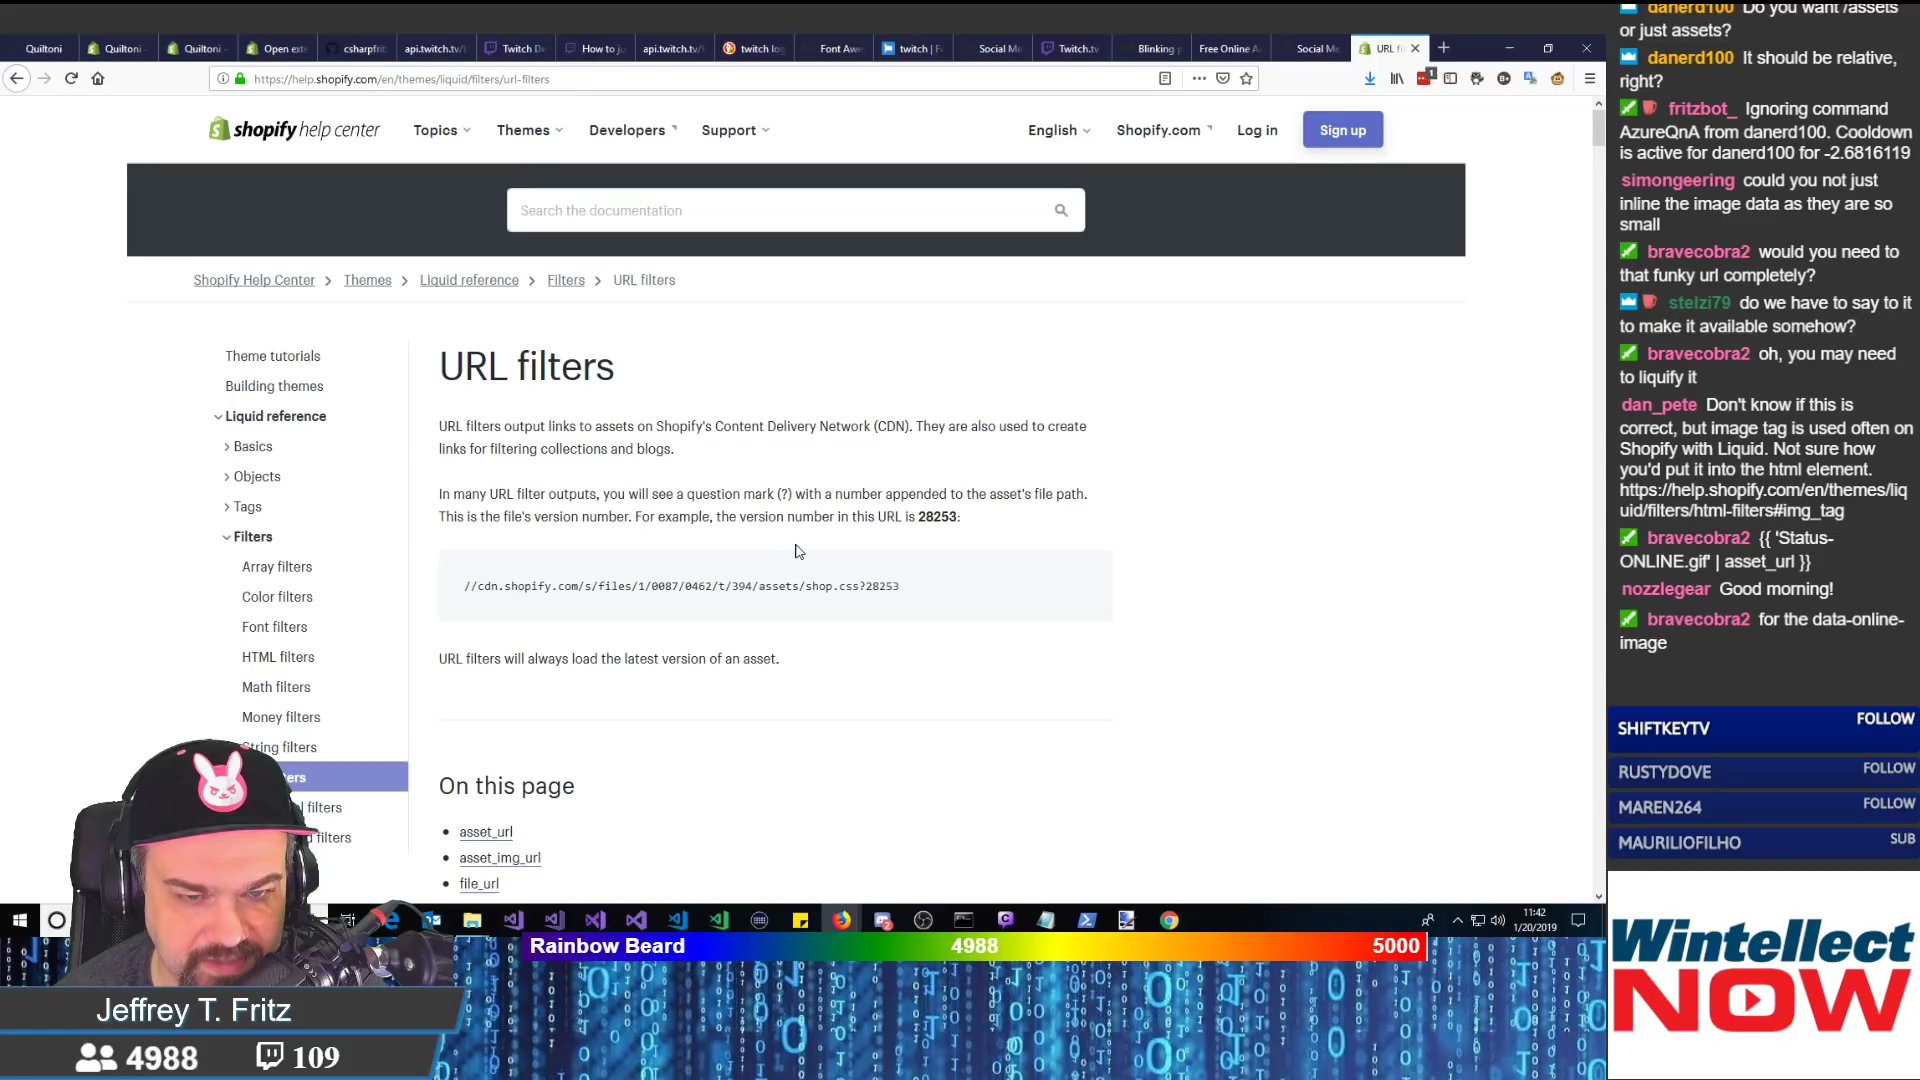 Quiltoni
Quiltoni -
Quiltoni -
Open exte
csharpfrit
api.twitch.tv/l
Twitch De
How to ju
api.twitch.tv/l
twitch log
Font Awe
twitch | F
Social Me
Twitch.tv
Blinking p
Free Online A
Social Me
URL fi
https://help.shopify.com/en/themes/liquid/filters/url-filters
shopify help center
Topics
Themes
Developers
Support
English
Shopify.com
Log in
Sign up
Search the documentation
Shopify Help Center > Themes > Liquid reference > Filters > URL filters
Theme tutorials
Building themes
Liquid reference
Basics
Objects
Tags
Filters
Array filters
Color filters
Font filters
HTML filters
Math filters
Money filters
String filters
ters
l filters
d filters
URL filters
URL filters output links to assets on Shopify's Content Delivery Network (CDN). They are also used to create
links for filtering collections and blogs.
In many URL filter outputs, you will see a question mark (?) with a number appended to the asset's file path.
This is the file's version number. For example, the version number in this URL is 28253:
//cdn.shopify.com/s/files/1/0087/0462/t/394/assets/shop.css?28253
URL filters will always load the latest version of an asset.
On this page
asset_url
asset_img_url
file_url
danerd100 Do you want /assets
or just assets?
danerd100 It should be relative,
right?
fritzbot_ Ignoring command
AzureQnA from danerd100. Cooldown
is active for danerd100 for -2.6816119
simongeering could you not just
inline the image data as they are so
small
bravecobra2 would you need to
that funky url completely?
stelzi79 do we have to say to it
to make it available somehow?
bravecobra2 oh, you may need
to liquify it
dan_pete Don't know if this is
correct, but image tag is used often on
Shopify with Liquid. Not sure how
you'd put it into the html element.
https://help.shopify.com/en/themes/liq
uid/filters/html-filters#img_tag
bravecobra2 {{ 'Status-
ONLINE.gif' | asset_url }}
nozzlegear Good morning!
bravecobra2 for the data-online-
image
SHIFTKEYTV FOLLOW
RUSTYDOVE FOLLOW
MAREN264 FOLLOW
MAURILIOFILHO SUB
Wintellect
NOW
11:42
1/20/2019
Rainbow Beard 4988 5000
Jeffrey T. Fritz
4988 109